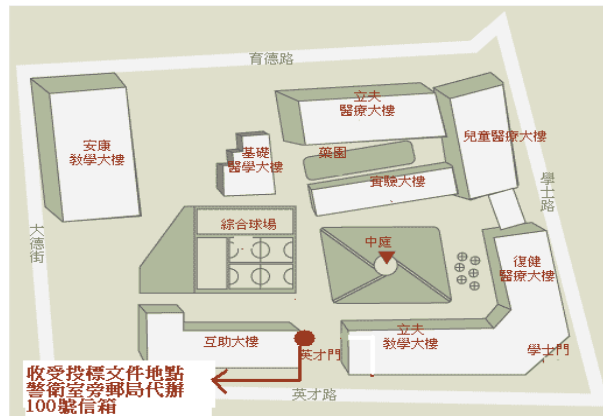 育德路
立夫
醫療大樓
兒童醫療大樓
安康
教學大樓
基礎
醫學大樓
藥園
實驗大樓
學士路
大德街
綜合球場
中庭
復健
醫療大樓
互助大樓
英才門
立夫
教學大樓
學士門
收受投標文件地點
警衛室旁郵局代辦
100號信箱
英才路